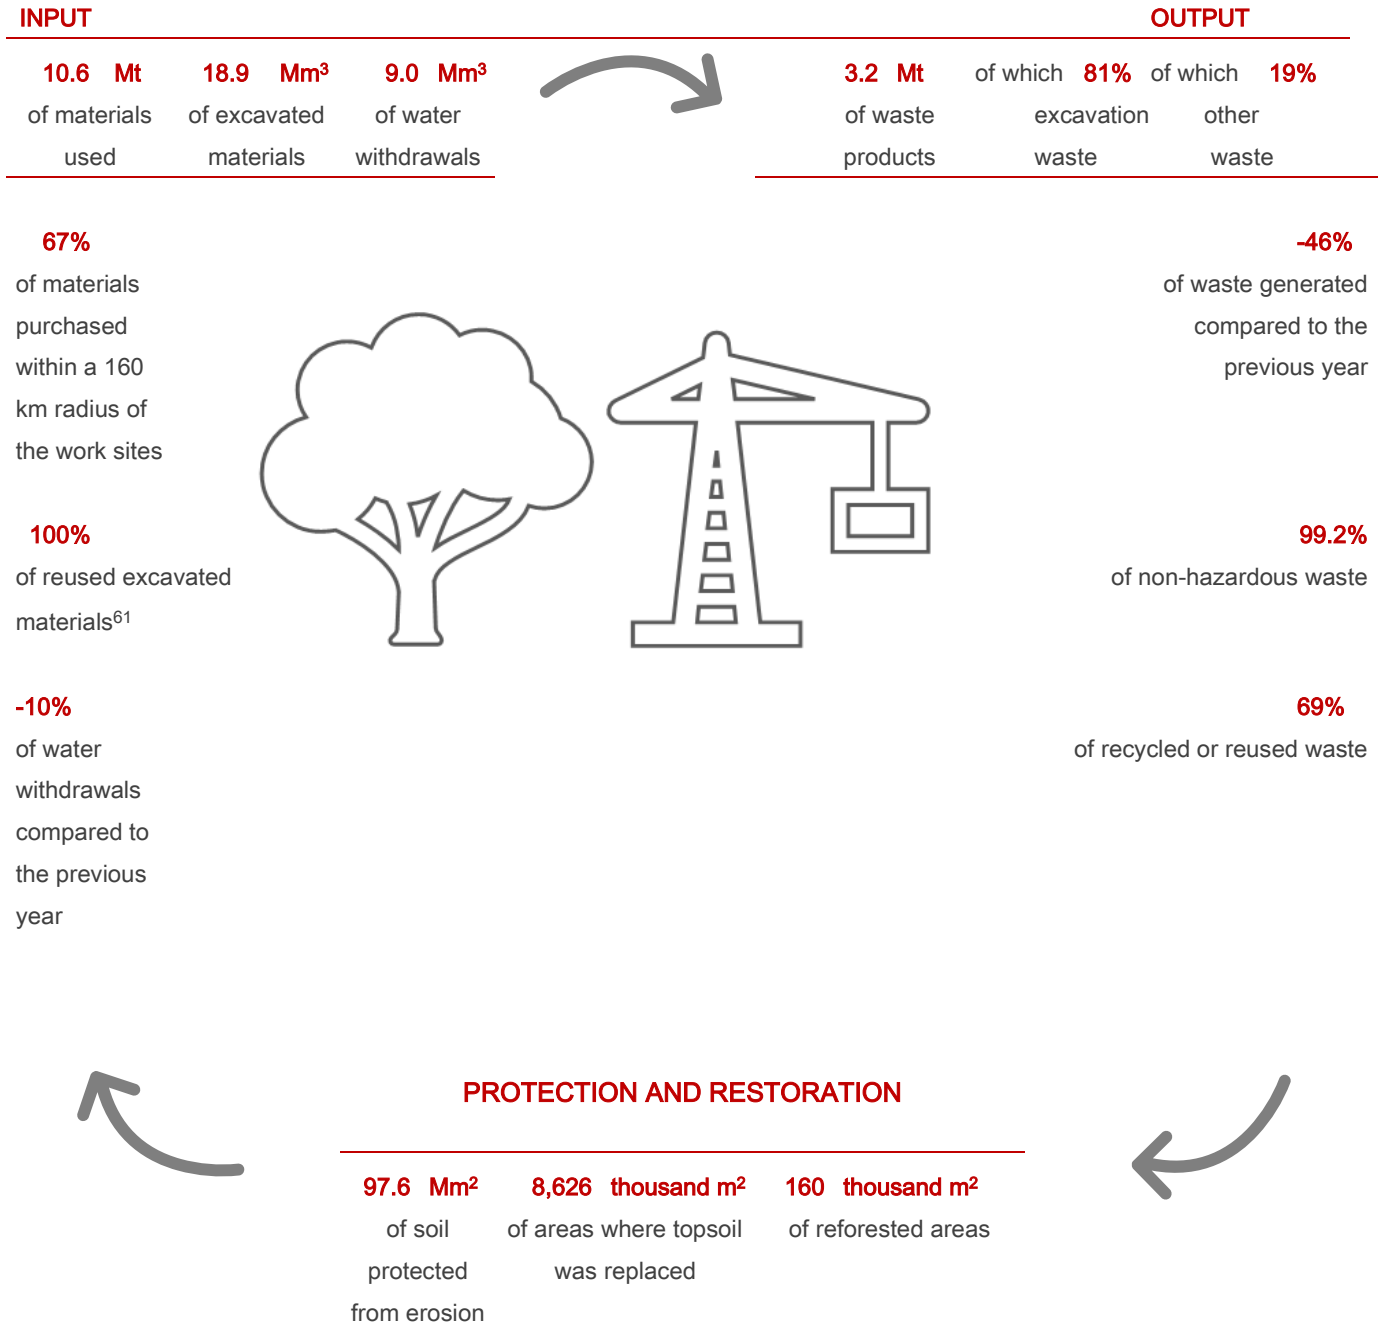 INPUT
OUTPUT
10.6 Mt
of materials
used
18.9 Mm³
of excavated
materials
9.0 Mm³
of water
withdrawals
3.2 Mt
of waste
products
of which 81%
excavation
waste
of which 19%
other
waste
67%
of materials
purchased
within a 160
km radius of
the work sites
100%
of reused excavated
materials⁶¹
-10%
of water
withdrawals
compared to
the previous
year
-46%
of waste generated
compared to the
previous year
99.2%
of non-hazardous waste
69%
of recycled or reused waste
PROTECTION AND RESTORATION
97.6 Mm²
of soil
protected
from erosion
8,626 thousand m²
of areas where topsoil
was replaced
160 thousand m²
of reforested areas